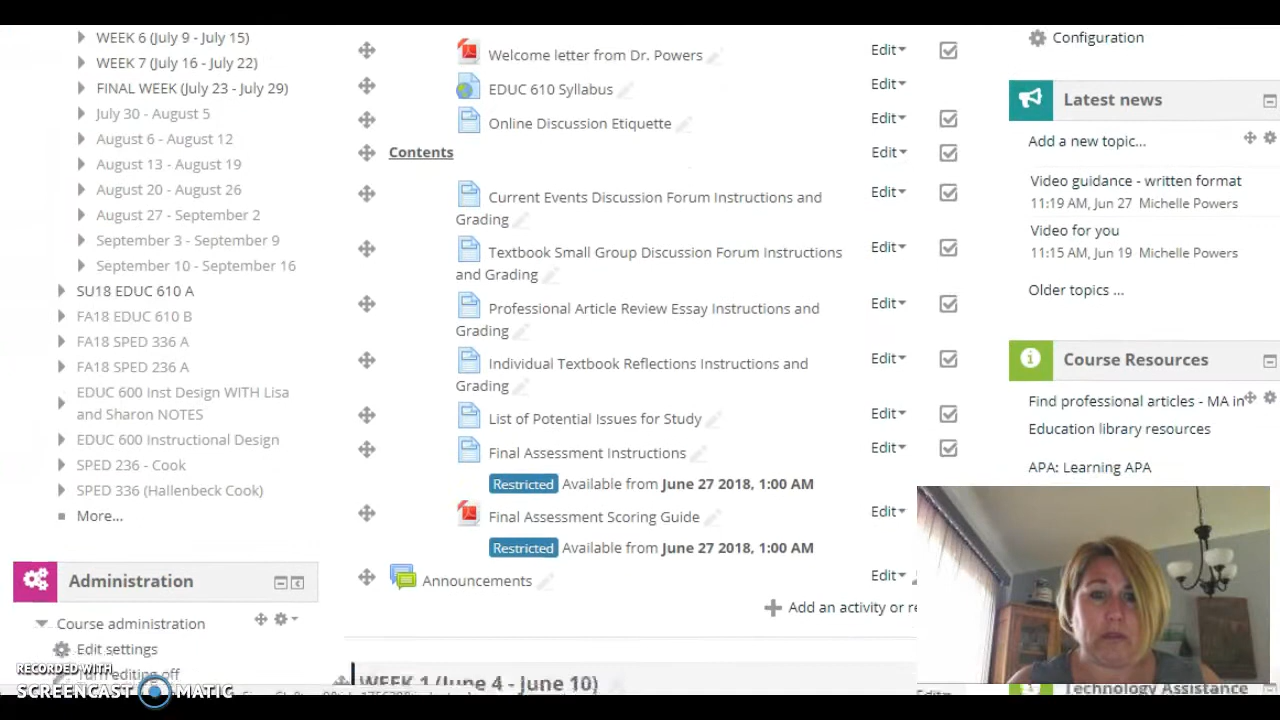 WEEK 6 (July 9 - July 15)
WEEK 7 (July 16 - July 22)
FINAL WEEK (July 23 - July 29)
July 30 - August 5
August 6 - August 12
August 13 - August 19
August 20 - August 26
August 27 - September 2
September 3 - September 9
September 10 - September 16
SU18 EDUC 610 A
FA18 EDUC 610 B
FA18 SPED 336 A
FA18 SPED 236 A
EDUC 600 Inst Design WITH Lisa
and Sharon NOTES
EDUC 600 Instructional Design
SPED 236 - Cook
SPED 336 (Hallenbeck Cook)
More...
Administration
Course administration
Edit settings
Turn editing off
RECORDED WITH
SCREENCAST MATIC
Welcome letter from Dr. Powers
Edit
EDUC 610 Syllabus
Edit
Online Discussion Etiquette
Edit
Contents
Edit
Current Events Discussion Forum Instructions and
Grading
Edit
Textbook Small Group Discussion Forum Instructions
and Grading
Edit
Professional Article Review Essay Instructions and
Grading
Edit
Individual Textbook Reflections Instructions and
Grading
Edit
List of Potential Issues for Study
Edit
Final Assessment Instructions
Edit
Restricted Available from June 27 2018, 1:00 AM
Final Assessment Scoring Guide
Edit
Restricted Available from June 27 2018, 1:00 AM
Announcements
Edit
Add an activity or re
WEEK 1 (June 4 - June 10)
Configuration
Latest news
Add a new topic...
Video guidance - written format
11:19 AM, Jun 27 Michelle Powers
Video for you
11:15 AM, Jun 19 Michelle Powers
Older topics ...
Course Resources
Find professional articles - MA in
Education library resources
APA: Learning APA
Technology Assistance